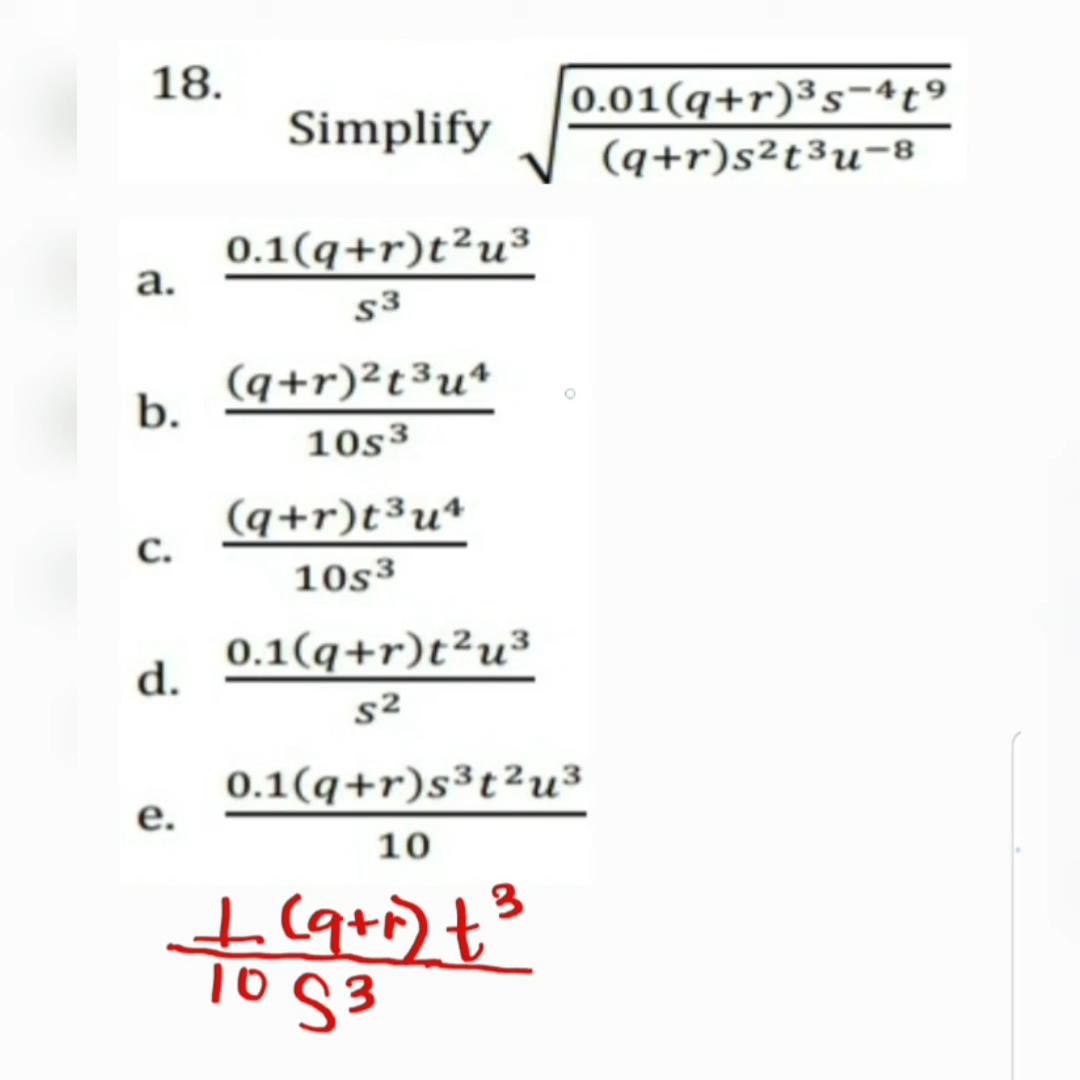 18.
Simplify √((0.01(q+r)³s⁻⁴t⁹)/((q+r)s²t³u⁻⁸))
a. (0.1(q+r)t²u³)/(s³)
b. ((q+r)²t³u⁴)/(10s³)
c. ((q+r)t³u⁴)/(10s³)
d. (0.1(q+r)t²u³)/(s²)
e. (0.1(q+r)s³t²u³)/(10)
1 (q+r) t³
10 S³